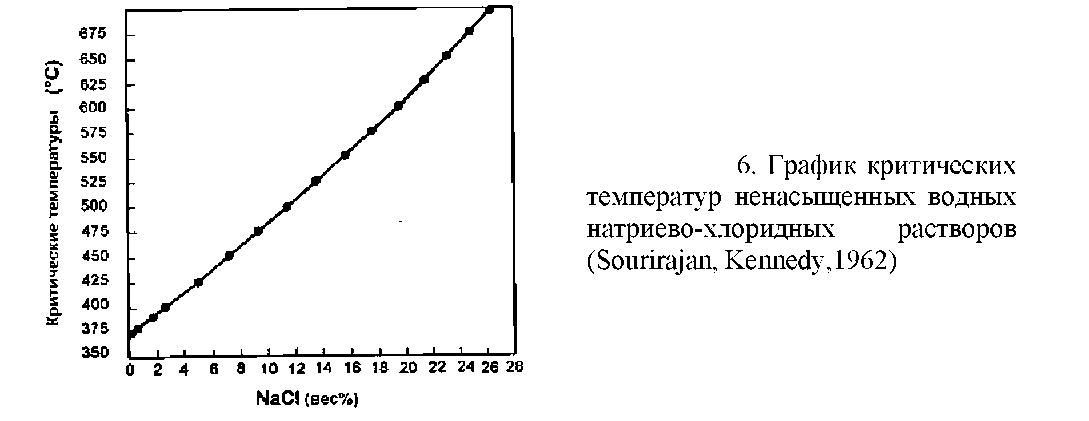 675
650
625
600
575
550
525
500
475
450
425
400
375
350
Критические температуры (°C)
0 2 4 6 8 10 12 14 16 18 20 22 24 26 28
NaCl (вес%)
6. График критических
температур ненасыщенных водных
натриево-хлоридных растворов
(Sourirajan, Kennedy,1962)